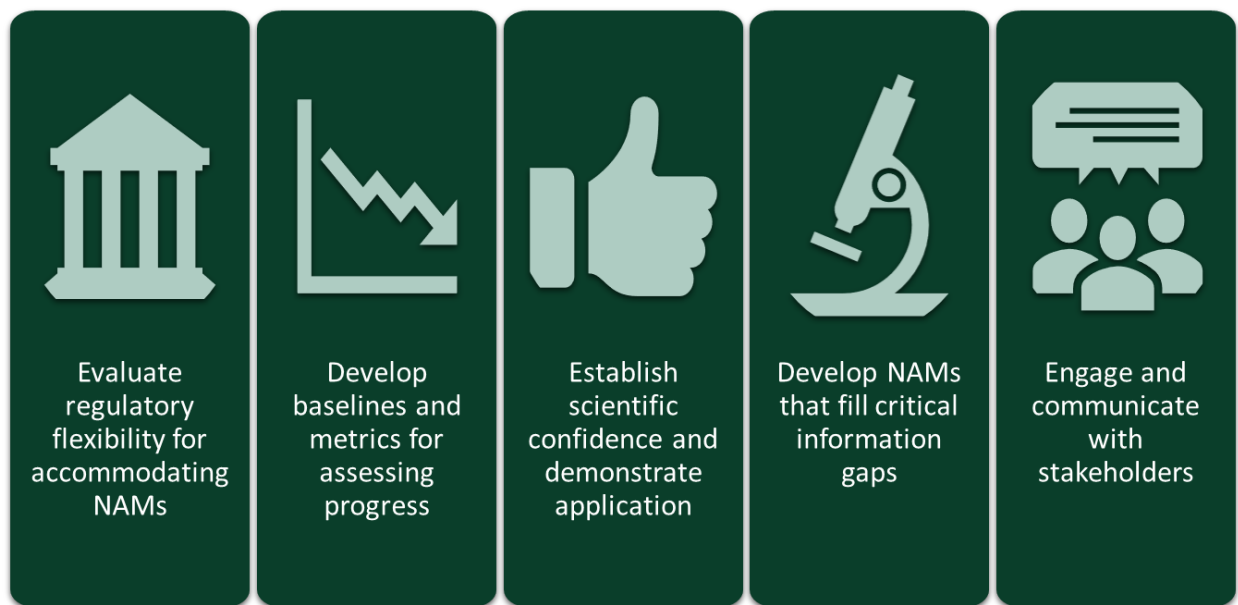 Evaluate
regulatory
flexibility for
accommodating
NAMs
Develop
baselines and
metrics for
assessing
progress
Establish
scientific
confidence and
demonstrate
application
Develop NAMs
that fill critical
information
gaps
Engage and
communicate
with
stakeholders